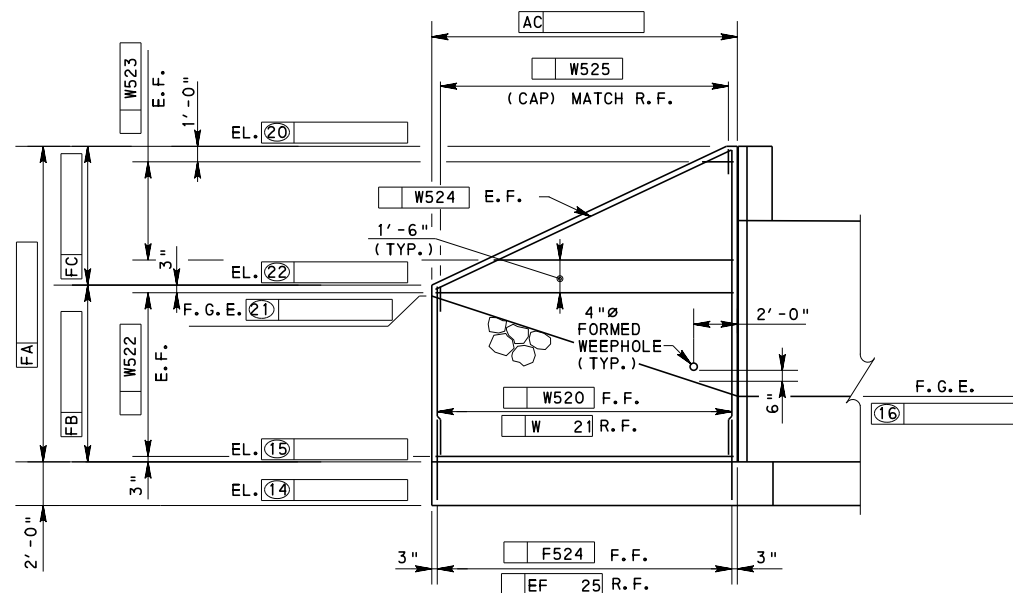 AC
W525
(CAP) MATCH R.F.
W523
E.F.
1'-0"
EL. 20
FC
W524 E.F.
1'-6"
(TYP.)
3"
EL. 22
F.G.E. 21
FA
4"Ø
FORMED
WEEPHOLE
(TYP.)
2'-0"
W522
E.F.
FB
W520 F.F.
W 21 R.F.
6"
F.G.E.
16
EL. 15
3"
EL. 14
2'-0"
3" F524 F.F. 3"
EF 25 R.F.